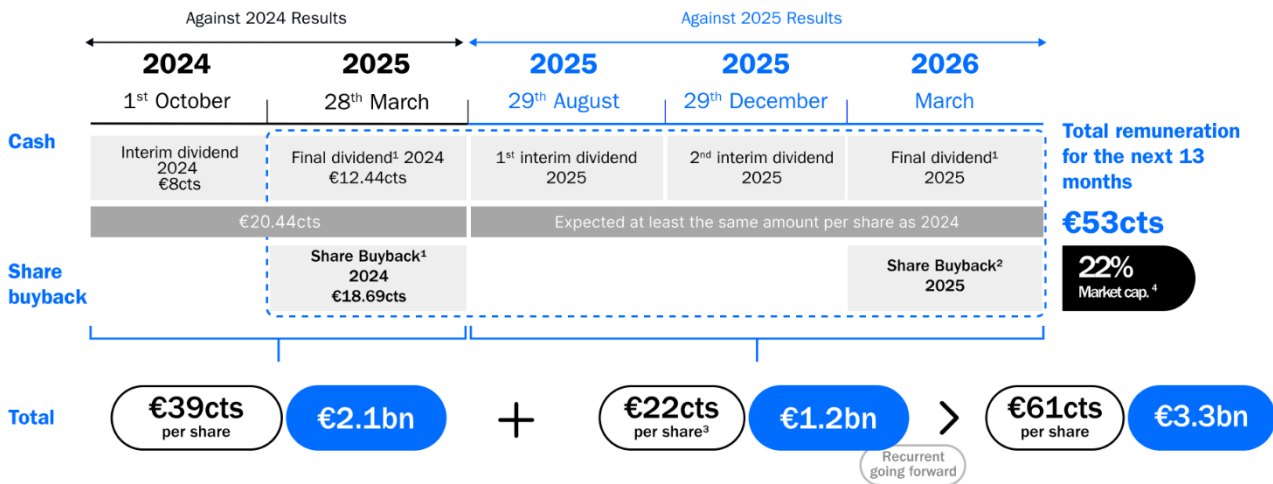 Against 2024 Results
Against 2025 Results
2024
2025
2025
2025
2026
1st October
28th March
29th August
29th December
March
Cash
Interim dividend
2024
€8cts
Final dividend¹ 2024
€12.44cts
1st interim dividend
2025
2nd interim dividend
2025
Final dividend¹
2025
Total remuneration
for the next 13
months
€20.44cts
Expected at least the same amount per share as 2024
€53cts
Share
buyback
Share Buyback¹
2024
€18.69cts
Share Buyback²
2025
22%
Market cap. ⁴
Total
€39cts
per share
€2.1bn
+
€22cts
per share³
€1.2bn
>
€61cts
per share
€3.3bn
Recurrent
going forward